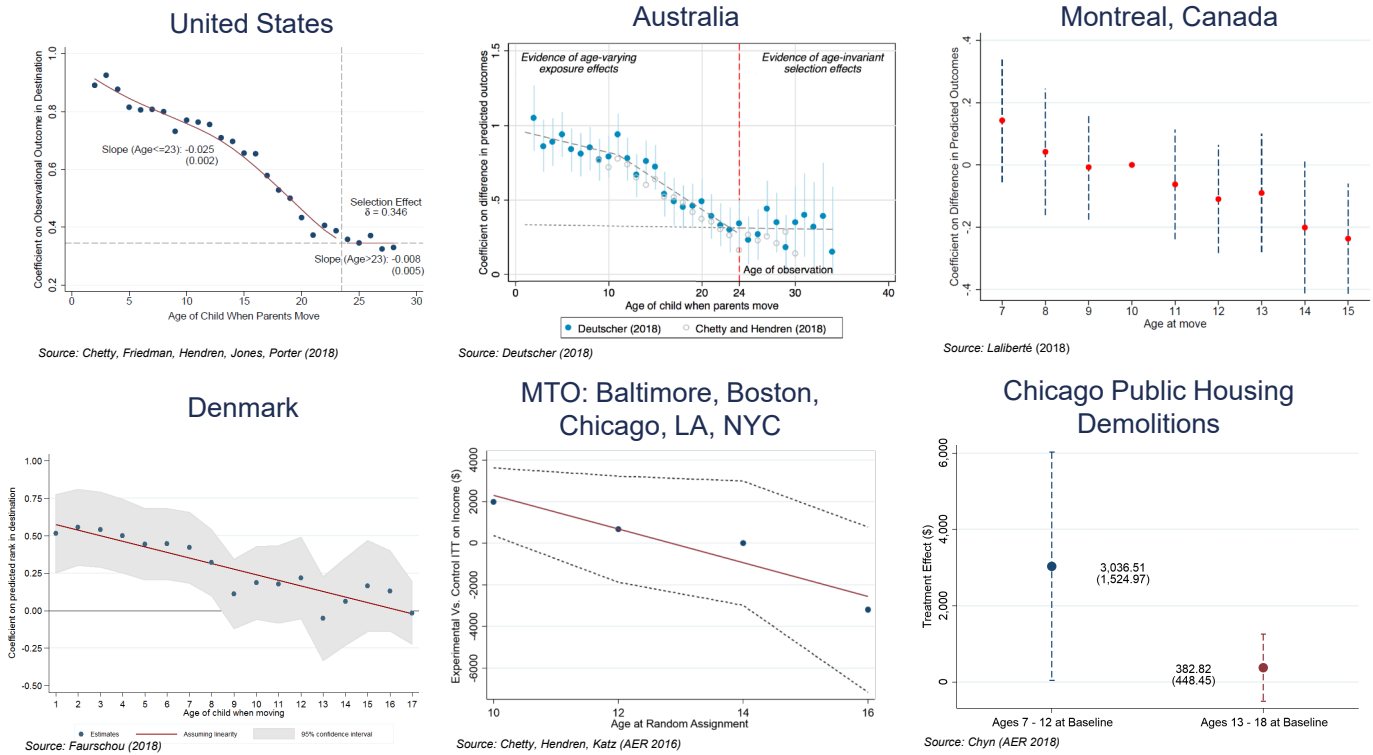 United States
1.0
0.8
0.6
0.4
0.2
Coefficient on Observational Outcome in Destination
Slope (Age<=23): -0.025
(0.002)
Selection Effect
δ = 0.346
Slope (Age>23): -0.008
(0.005)
0 5 10 15 20 25 30
Age of Child When Parents Move
Source: Chetty, Friedman, Hendren, Jones, Porter (2018)
Australia
Evidence of age-varying
exposure effects
Evidence of age-invariant
selection effects
1.5
1
.5
0
Coefficient on difference in predicted outcomes
Age of observation
0 10 20 24 30 40
Age of child when parents move
Deutscher (2018) Chetty and Hendren (2018)
Source: Deutscher (2018)
Montreal, Canada
.4
.2
0
-.2
-.4
Coefficient on Difference in Predicted Outcomes
7 8 9 10 11 12 13 14 15
Age at move
Source: Laliberté (2018)
Denmark
1.00
0.75
0.50
0.25
0.00
-0.25
-0.50
Coefficient on predicted rank in destination
1 2 3 4 5 6 7 8 9 10 11 12 13 14 15 16 17
Age of child when moving
Estimates Assuming linearity 95% confidence interval
Source: Faurschou (2018)
MTO: Baltimore, Boston,
Chicago, LA, NYC
4000
2000
0
-2000
-4000
-6000
Experimental Vs. Control ITT on Income ($)
10 12 14 16
Age at Random Assignment
Source: Chetty, Hendren, Katz (AER 2016)
Chicago Public Housing
Demolitions
6,000
4,000
2,000
0
Treatment Effect ($)
3,036.51
(1,524.97)
382.82
(448.45)
Ages 7 - 12 at Baseline Ages 13 - 18 at Baseline
Source: Chyn (AER 2018)